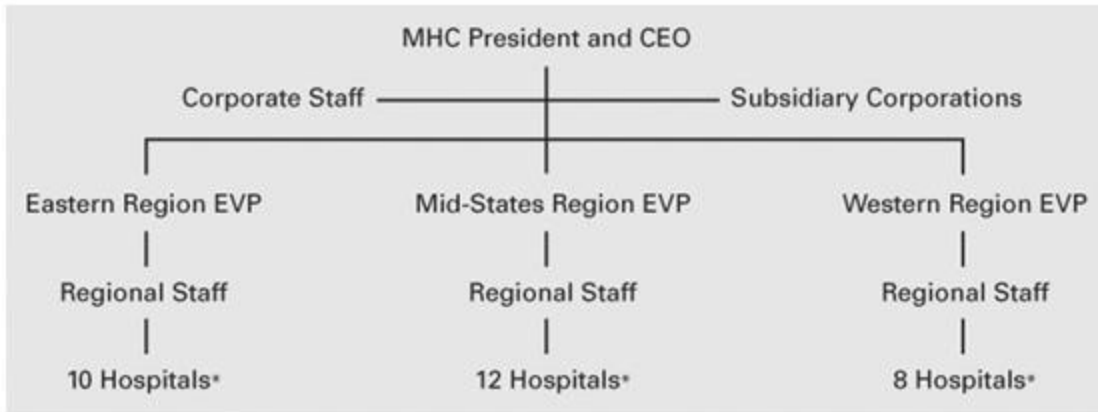 MHC President and CEO
Corporate Staff
Subsidiary Corporations
Eastern Region EVP
Mid-States Region EVP
Western Region EVP
Regional Staff
Regional Staff
Regional Staff
10 Hospitals*
12 Hospitals*
8 Hospitals*